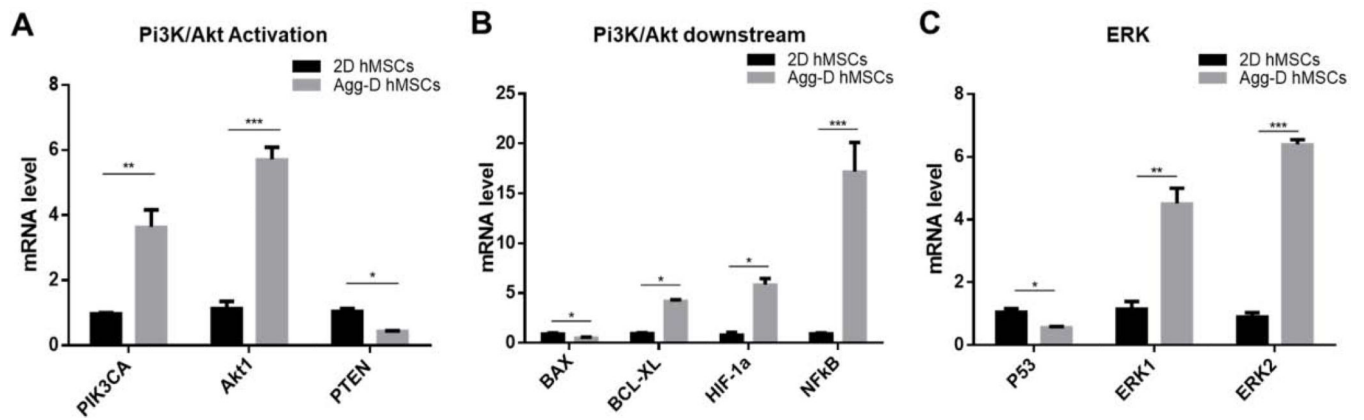 A
Pi3K/Akt Activation
2D hMSCs
Agg-D hMSCs
mRNA level
8
6
4
2
0
**
***
*
PIK3CA
Akt1
PTEN
B
Pi3K/Akt downstream
2D hMSCs
Agg-D hMSCs
mRNA level
25
20
15
10
5
0
*
*
*
***
BAX
BCL-XL
HIF-1a
NFkB
C
ERK
2D hMSCs
Agg-D hMSCs
mRNA level
8
6
4
2
0
*
**
***
P53
ERK1
ERK2